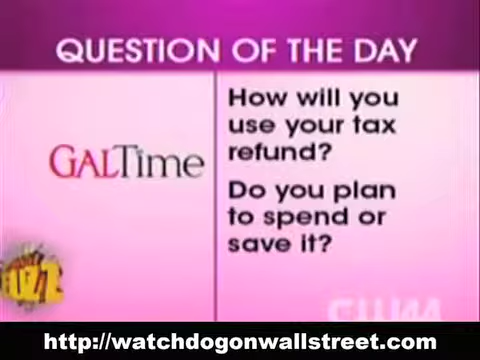 QUESTION OF THE DAY
GALTime
How will you
use your tax
refund?
Do you plan
to spend or
save it?
http://watchdogonwallstreet.com